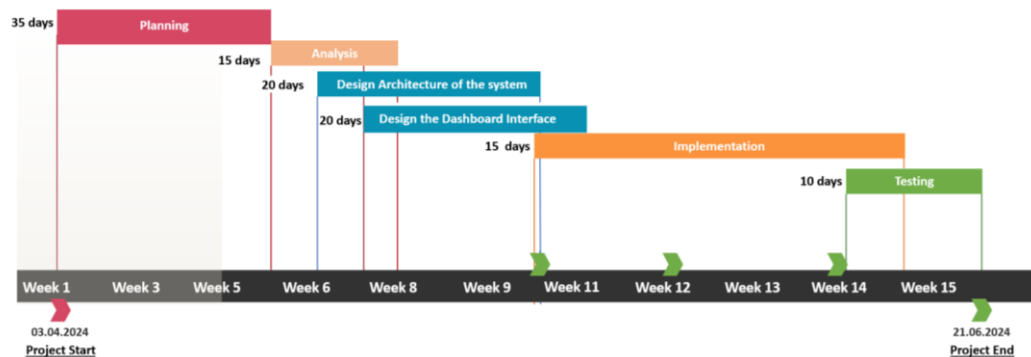 35 days Planning
15 days Analysis
20 days Design Architecture of the system
20 days Design the Dashboard Interface
15 days Implementation
10 days Testing
Week 1 Week 3 Week 5 Week 6 Week 8 Week 9 Week 11 Week 12 Week 13 Week 14 Week 15
03.04.2024 21.06.2024
Project Start Project End